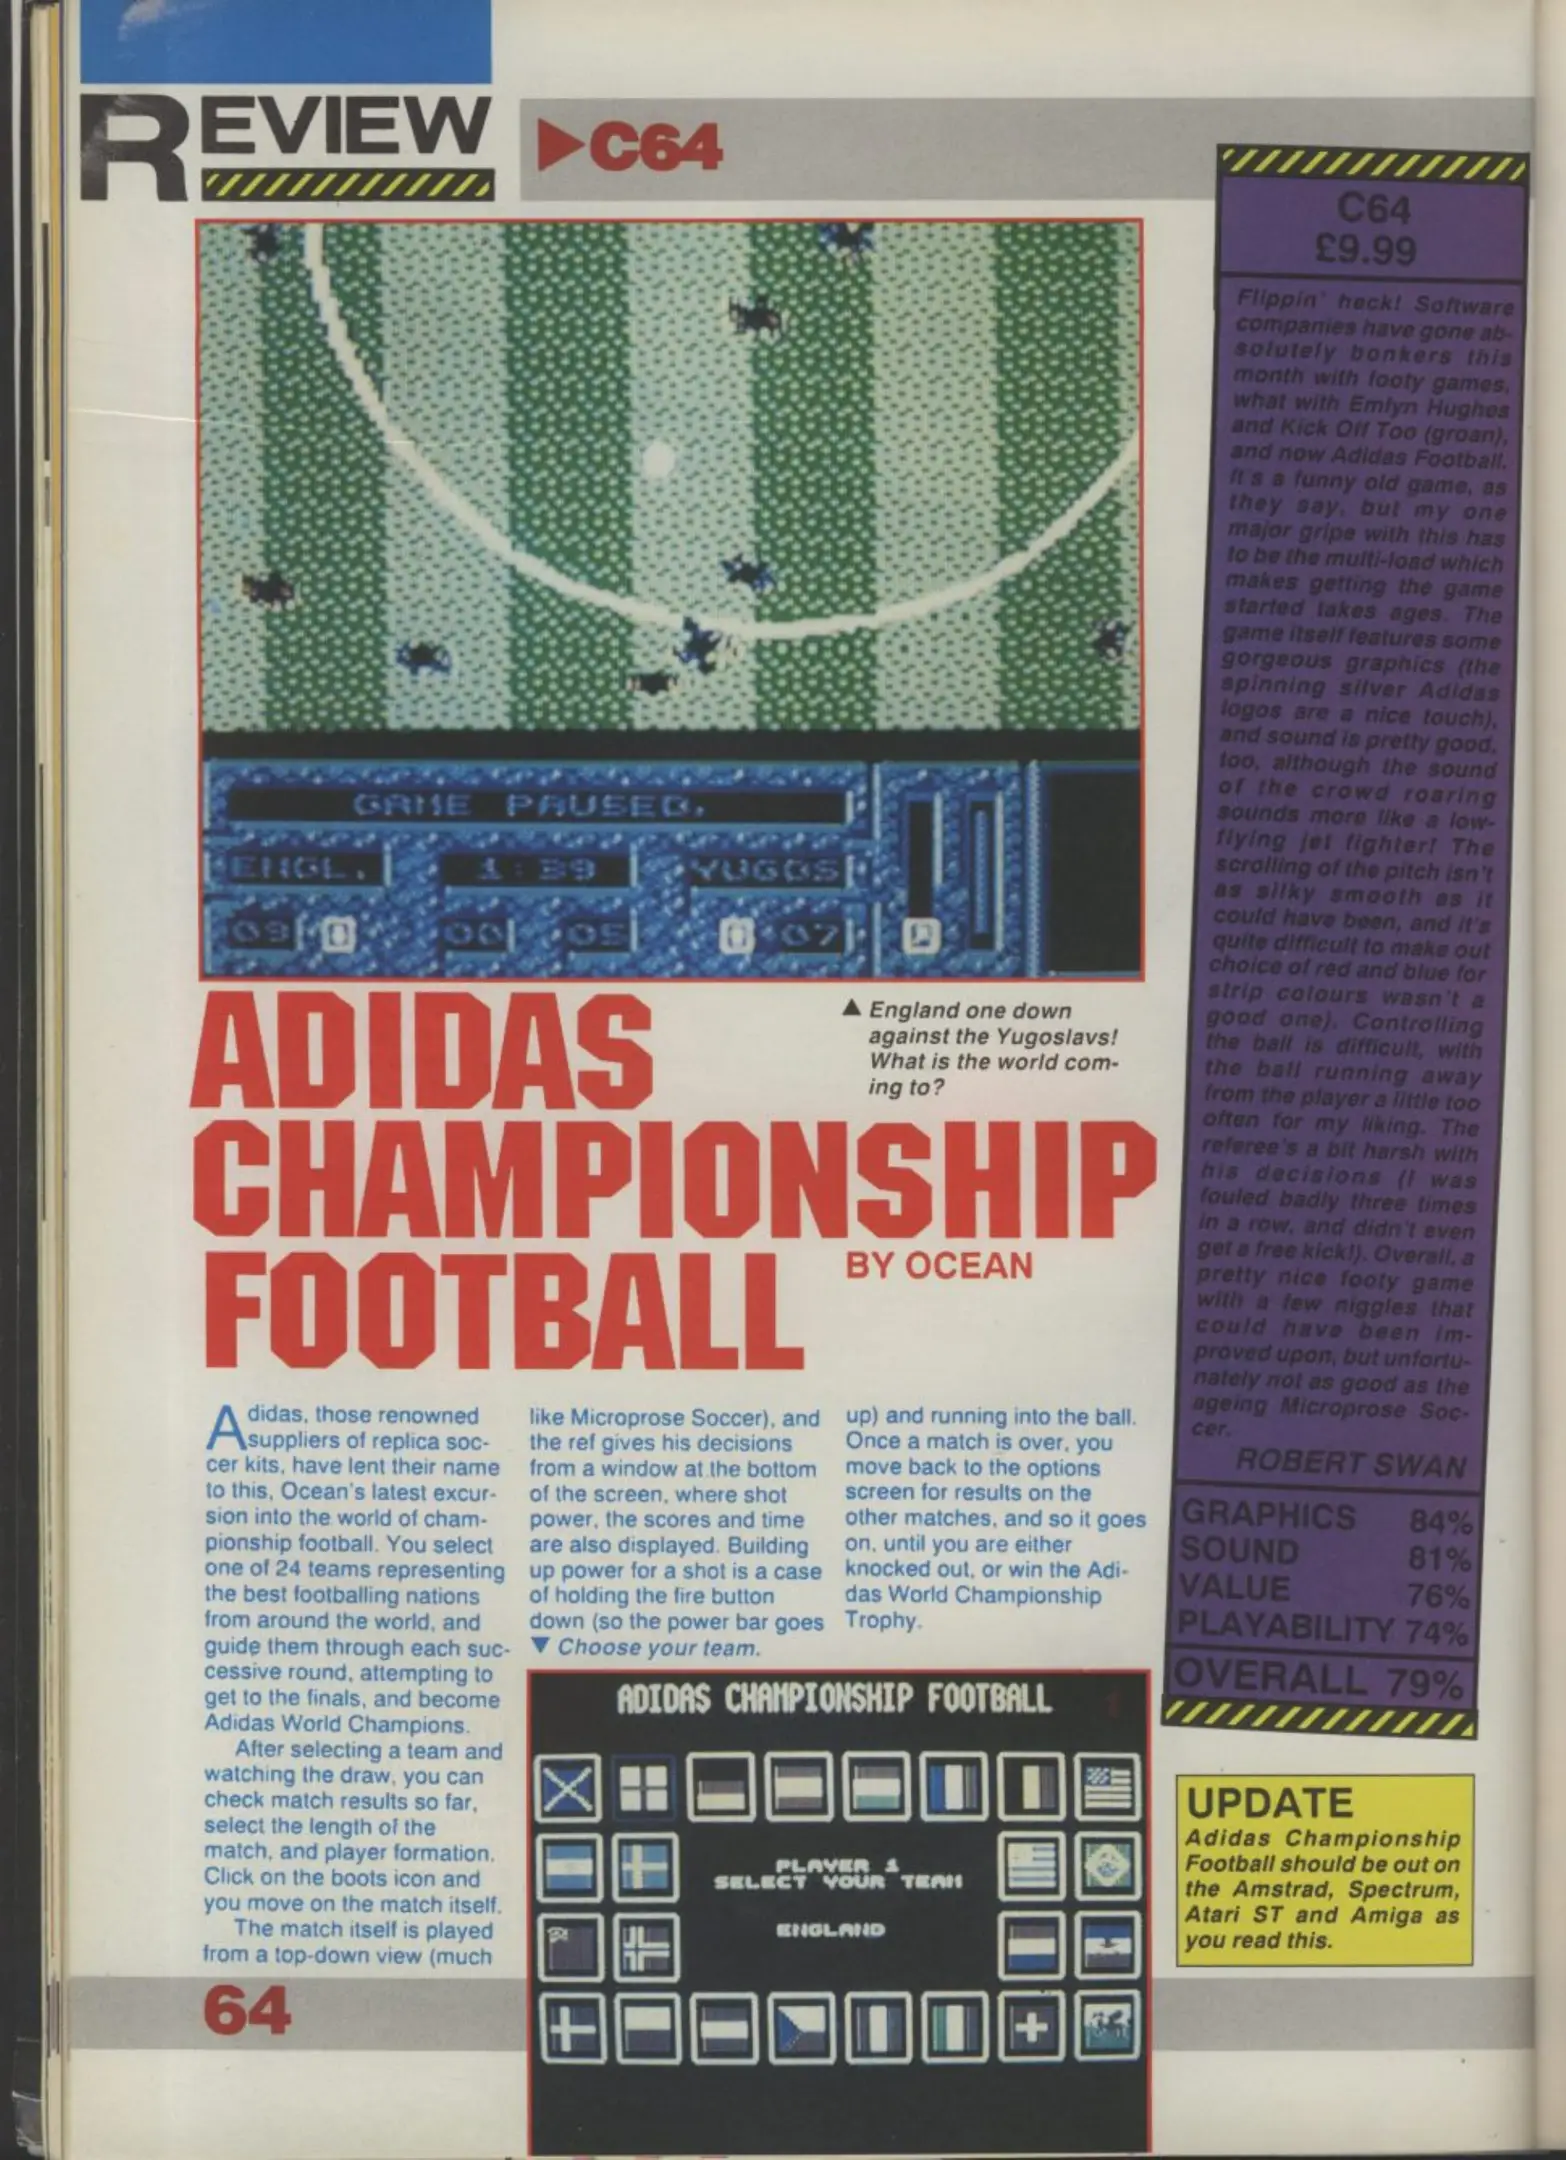 REVIEW
C64
GAME PAUSED.
ENGL. 1:39 YUGOS
09 00 05 07
ADIDAS
CHAMPIONSHIP
FOOTBALL
BY OCEAN
▲ England one down
against the Yugoslavs!
What is the world com-
ing to?
Adidas, those renowned
suppliers of replica soc-
cer kits, have lent their name
to this, Ocean's latest excur-
sion into the world of cham-
pionship football. You select
one of 24 teams representing
the best footballing nations
from around the world, and
guide them through each suc-
cessive round, attempting to
get to the finals, and become
Adidas World Champions.
After selecting a team and
watching the draw, you can
check match results so far,
select the length of the
match, and player formation.
Click on the boots icon and
you move on the match itself.
The match itself is played
from a top-down view (much
like Microprose Soccer), and
the ref gives his decisions
from a window at the bottom
of the screen, where shot
power, the scores and time
are also displayed. Building
up power for a shot is a case
of holding the fire button
down (so the power bar goes
up) and running into the ball.
Once a match is over, you
move back to the options
screen for results on the
other matches, and so it goes
on, until you are either
knocked out, or win the Adi-
das World Championship
Trophy.
▼ Choose your team.
ADIDAS CHAMPIONSHIP FOOTBALL
PLAYER 1
SELECT YOUR TEAM
ENGLAND
C64
£9.99
Flippin' heck! Software
companies have gone ab-
solutely bonkers this
month with footy games,
what with Emlyn Hughes
and Kick Off Too (groan),
and now Adidas Football.
It's a funny old game, as
they say, but my one
major gripe with this has
to be the multi-load which
makes getting the game
started takes ages. The
game itself features some
gorgeous graphics (the
spinning silver Adidas
logos are a nice touch),
and sound is pretty good,
too, although the sound
of the crowd roaring
sounds more like a low-
flying jet fighter! The
scrolling of the pitch isn't
as silky smooth as it
could have been, and it's
quite difficult to make out
choice of red and blue for
strip colours wasn't a
good one). Controlling
the ball is difficult, with
the ball running away
from the player a little too
often for my liking. The
referee's a bit harsh with
his decisions (I was
fouled badly three times
in a row, and didn't even
get a free kick!). Overall, a
pretty nice footy game
with a few niggles that
could have been im-
proved upon, but unfortu-
nately not as good as the
ageing Microprose Soc-
cer.
ROBERT SWAN
GRAPHICS 84%
SOUND 81%
VALUE 76%
PLAYABILITY 74%
OVERALL 79%
UPDATE
Adidas Championship
Football should be out on
the Amstrad, Spectrum,
Atari ST and Amiga as
you read this.
64